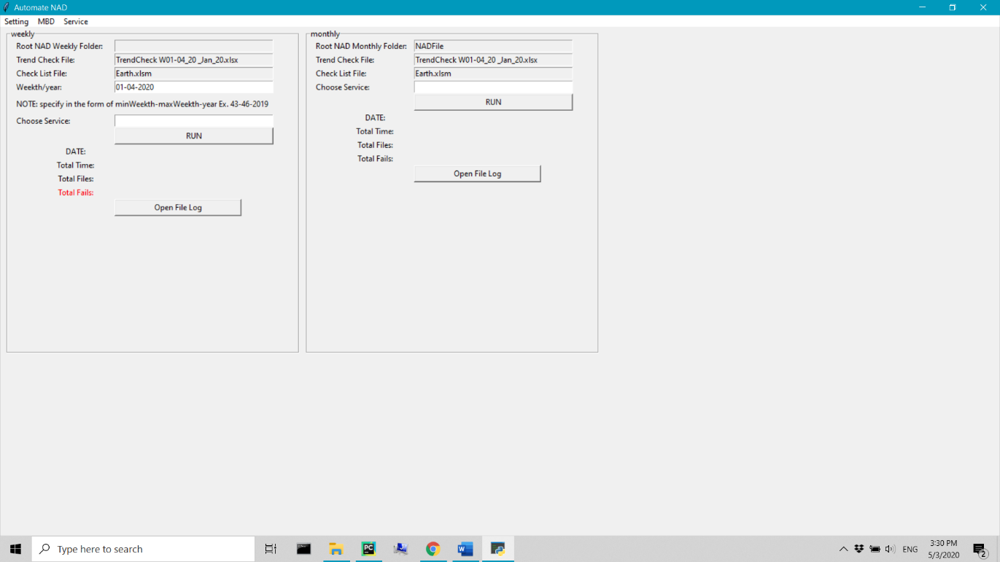 Automate NAD
Setting MBD Service
weekly
Root NAD Weekly Folder:
Trend Check File: TrendCheck W01-04_20 _Jan_20.xlsx
Check List File: Earth.xlsm
Weekth/year: 01-04-2020
NOTE: specify in the form of minWeekth-maxWeekth-year Ex. 43-46-2019
Choose Service:
RUN
DATE:
Total Time:
Total Files:
Total Fails:
Open File Log
monthly
Root NAD Monthly Folder: NADFile
Trend Check File: TrendCheck W01-04_20 _Jan_20.xlsx
Check List File: Earth.xlsm
Choose Service:
RUN
DATE:
Total Time:
Total Files:
Total Fails:
Open File Log
Type here to search
PC
W
ENG
3:30 PM
5/3/2020
2